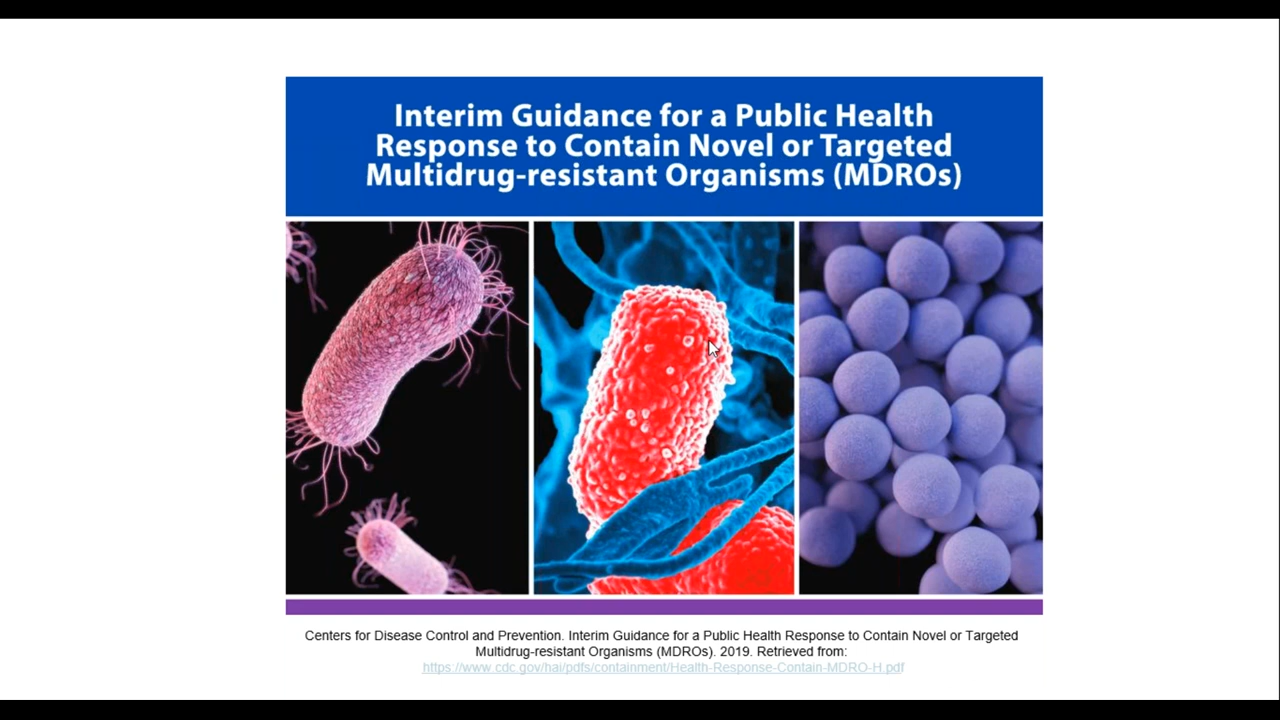 Interim Guidance for a Public Health
Response to Contain Novel or Targeted
Multidrug-resistant Organisms (MDROs)
Centers for Disease Control and Prevention. Interim Guidance for a Public Health Response to Contain Novel or Targeted
Multidrug-resistant Organisms (MDROs). 2019. Retrieved from:
https://www.cdc.gov/hai/pdfs/containment/Health-Response-Contain-MDRO-H.pdf